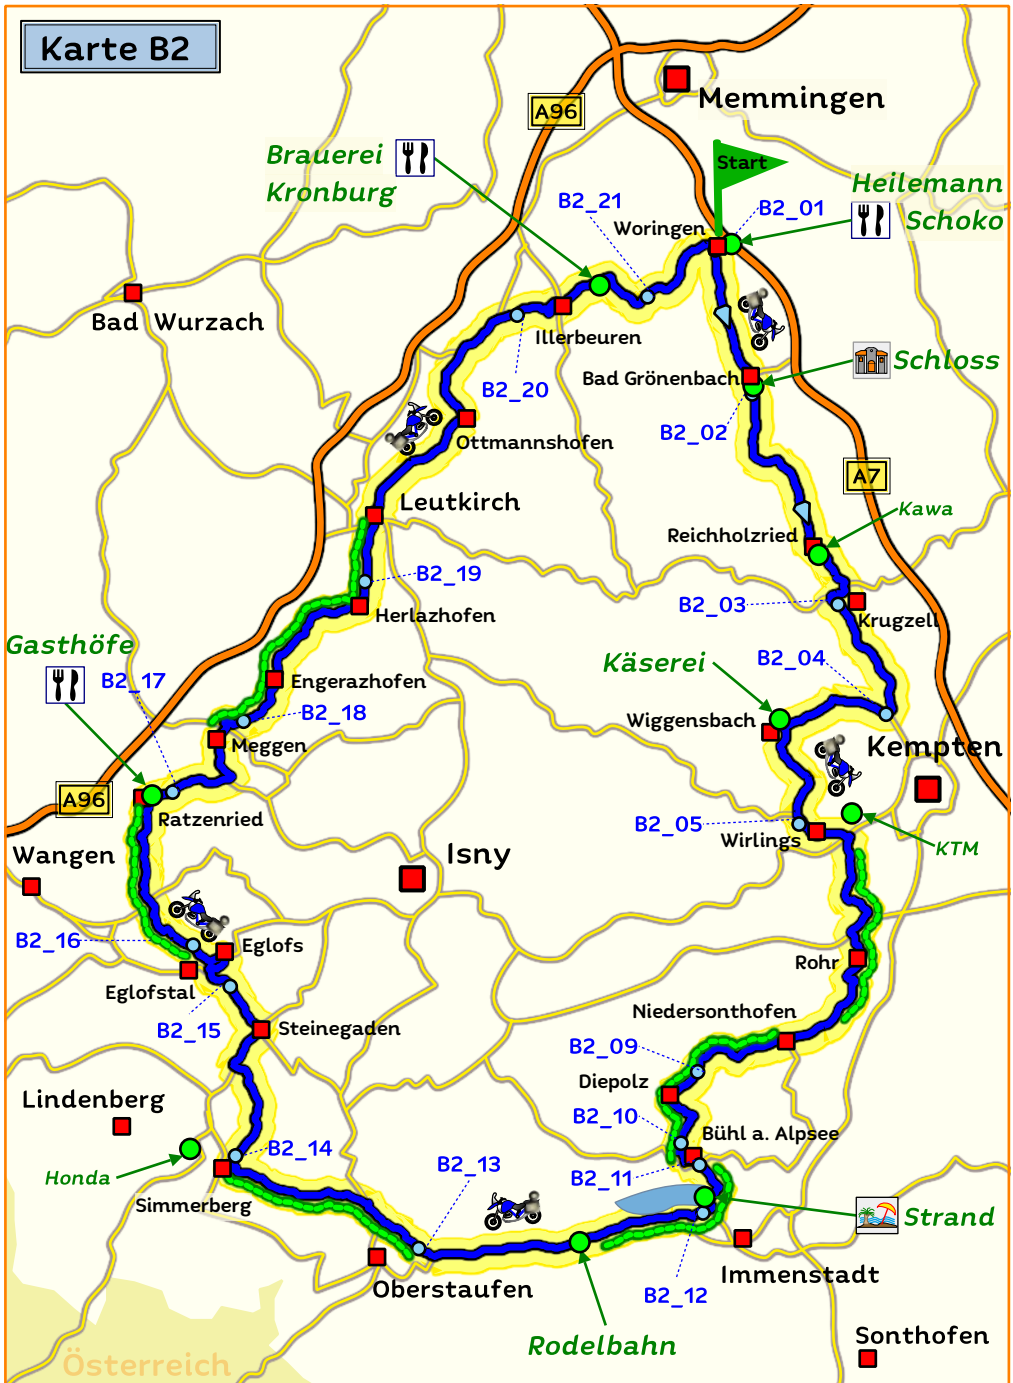 Karte B2
Memmingen
A96
Brauerei
Kronburg
Start
Heilemann
Schoko
B2_21
B2_01
Woringen
Bad Wurzach
Illerbeuren
Schloss
Bad Grönenbach
B2_20
B2_02
Ottmannshofen
A7
Leutkirch
Kawa
Reichholzried
B2_19
B2_03
Herlazhofen
Krugzell
Gasthöfe
Käserei
B2_04
B2_17
Engerazhofen
B2_18
Wiggensbach
Meggen
Kempten
A96
Ratzenried
B2_05
Wirlings
KTM
Wangen
Isny
B2_16
Eglofs
Rohr
Eglofstal
Niedersonthofen
B2_15
Steinegaden
B2_09
Diepolz
Lindenberg
B2_10
Bühl a. Alpsee
B2_14
B2_13
B2_11
Honda
Simmerberg
Strand
Immenstadt
Oberstaufen
B2_12
Sonthofen
Rodelbahn
Österreich